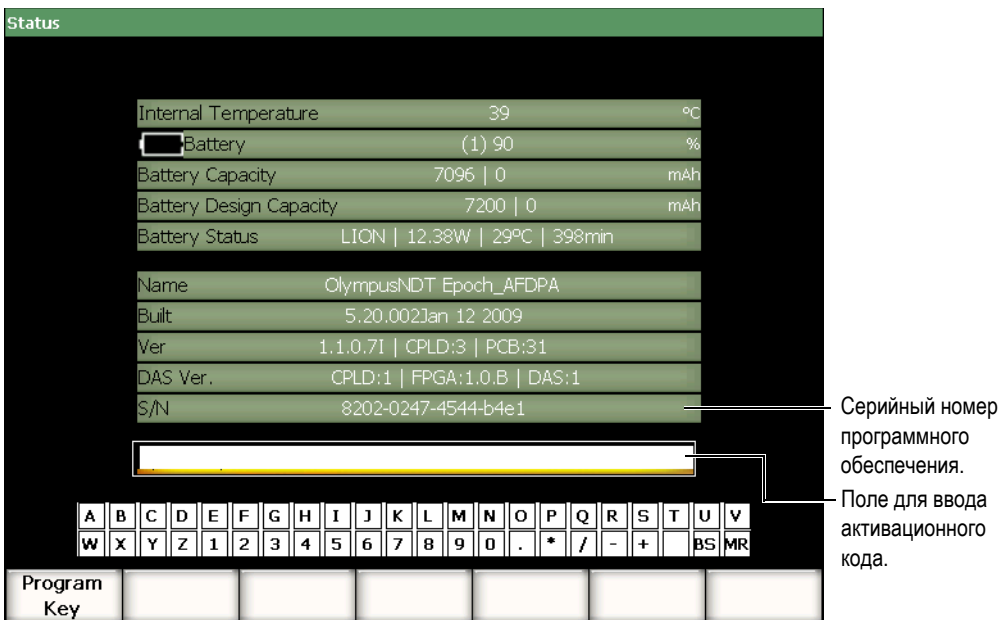 Status
Internal Temperature 39 ºC
Battery (1) 90 %
Battery Capacity 7096 | 0 mAh
Battery Design Capacity 7200 | 0 mAh
Battery Status LION | 12.38W | 29ºC | 398min
Name OlympusNDT Epoch_AFDPA
Built 5.20.002Jan 12 2009
Ver 1.1.0.7I | CPLD:3 | PCB:31
DAS Ver. CPLD:1 | FPGA:1.0.B | DAS:1
S/N 8202-0247-4544-b4e1
Серийный номер
программного
обеспечения.
Поле для ввода
активационного
кода.
A B C D E F G H I J K L M N O P Q R S T U V
W X Y Z 1 2 3 4 5 6 7 8 9 0 . * / - + BS MR
Program
Key